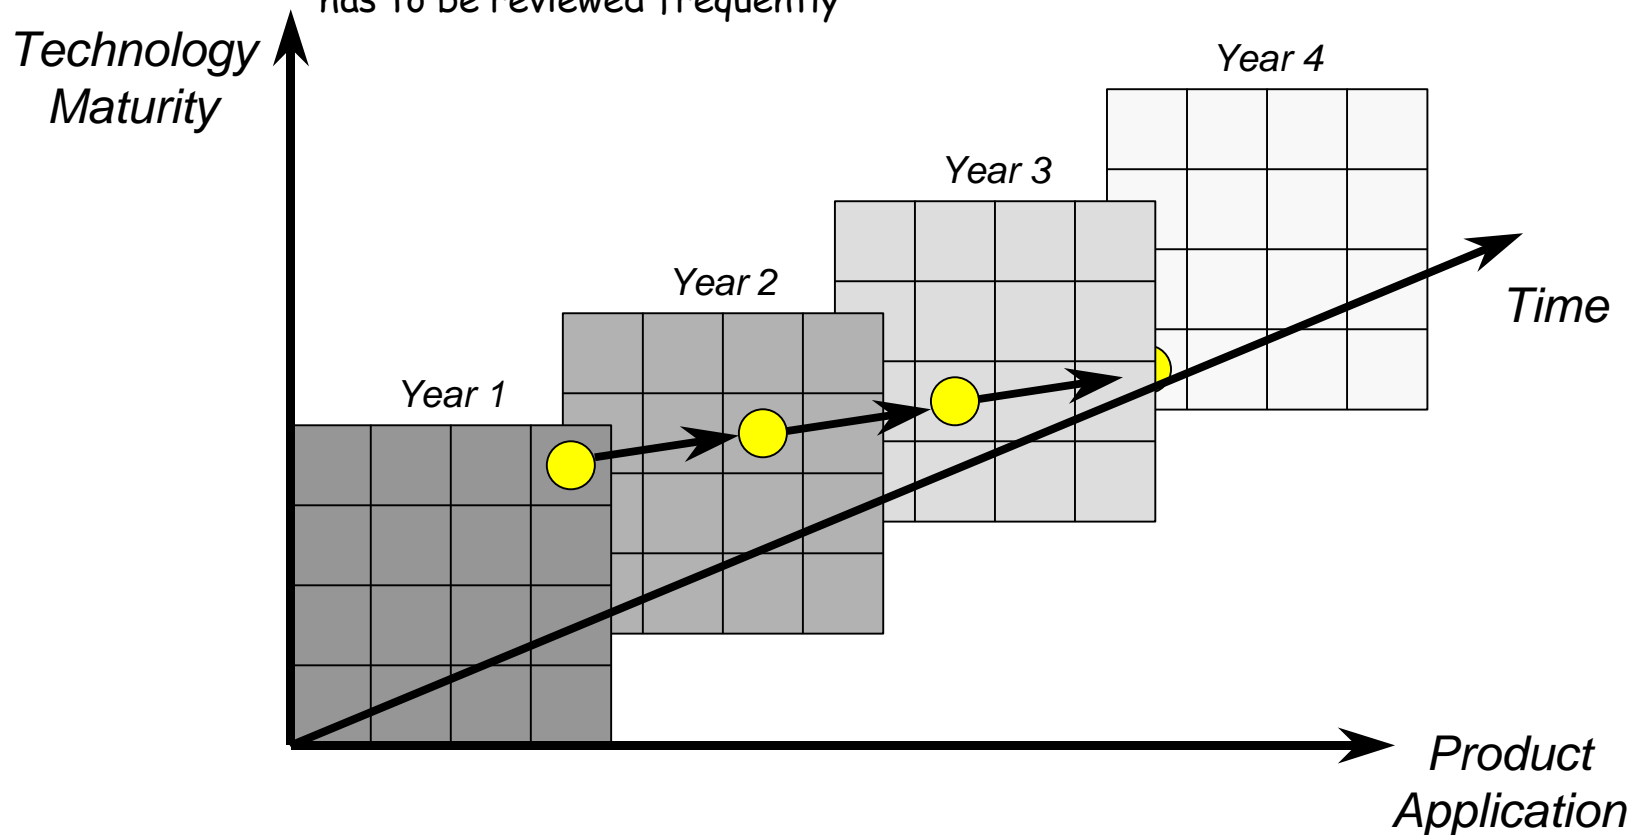 has to be reviewed frequently
Technology
Maturity
Year 4
Year 3
Year 2
Time
Year 1
Product
Application